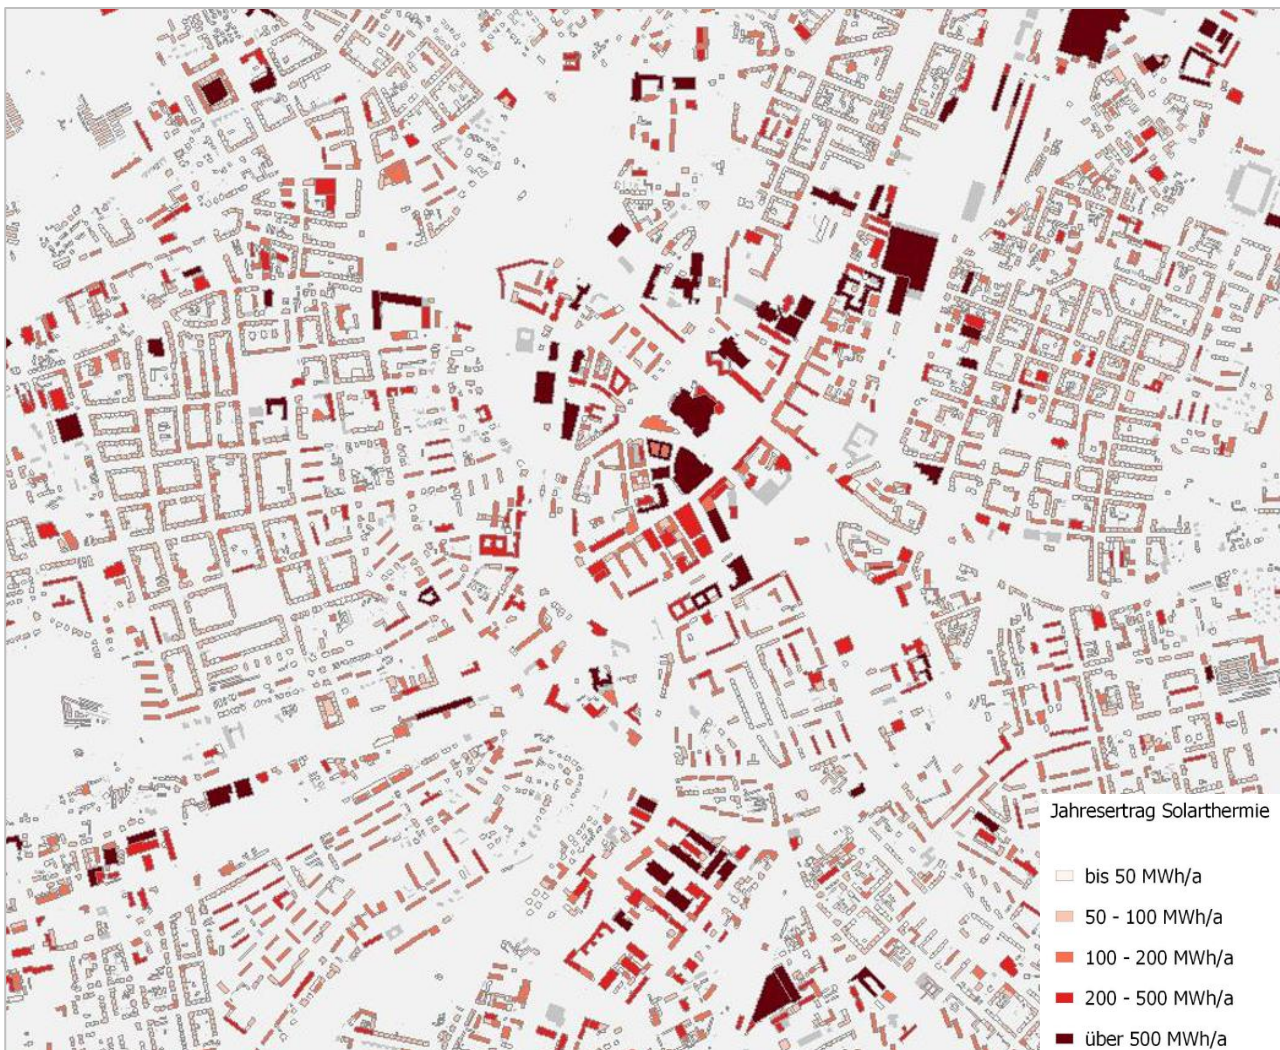 Jahresertrag Solarthermie
bis 50 MWh/a
50 - 100 MWh/a
100 - 200 MWh/a
200 - 500 MWh/a
über 500 MWh/a